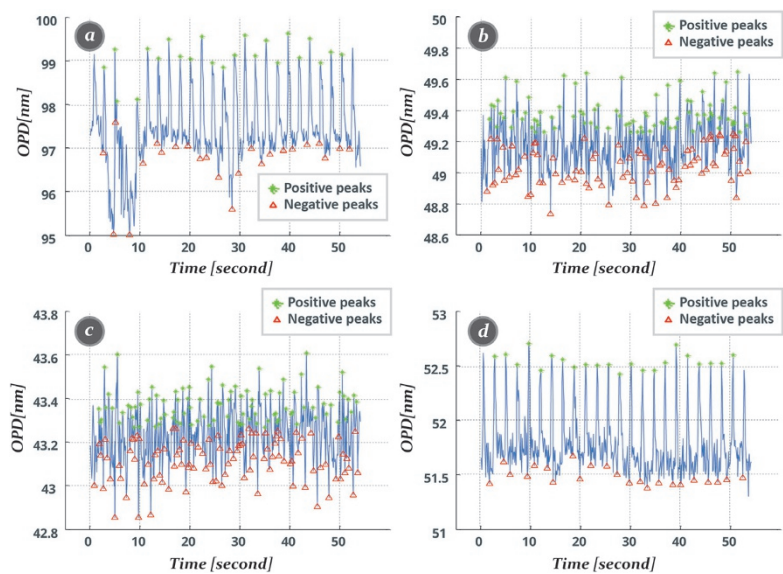 a
OPD[nm]
100
99
98
97
96
95
0 10 20 30 40 50
Time [second]
Positive peaks
Negative peaks
b
OPD[nm]
50
49.8
49.6
49.4
49.2
49
48.8
48.6
0 10 20 30 40 50
Time [second]
Positive peaks
Negative peaks
c
OPD[nm]
43.8
43.6
43.4
43.2
43
42.8
0 10 20 30 40 50
Time [second]
Positive peaks
Negative peaks
d
OPD[nm]
53
52.5
52
51.5
51
0 10 20 30 40 50
Time [second]
Positive peaks
Negative peaks